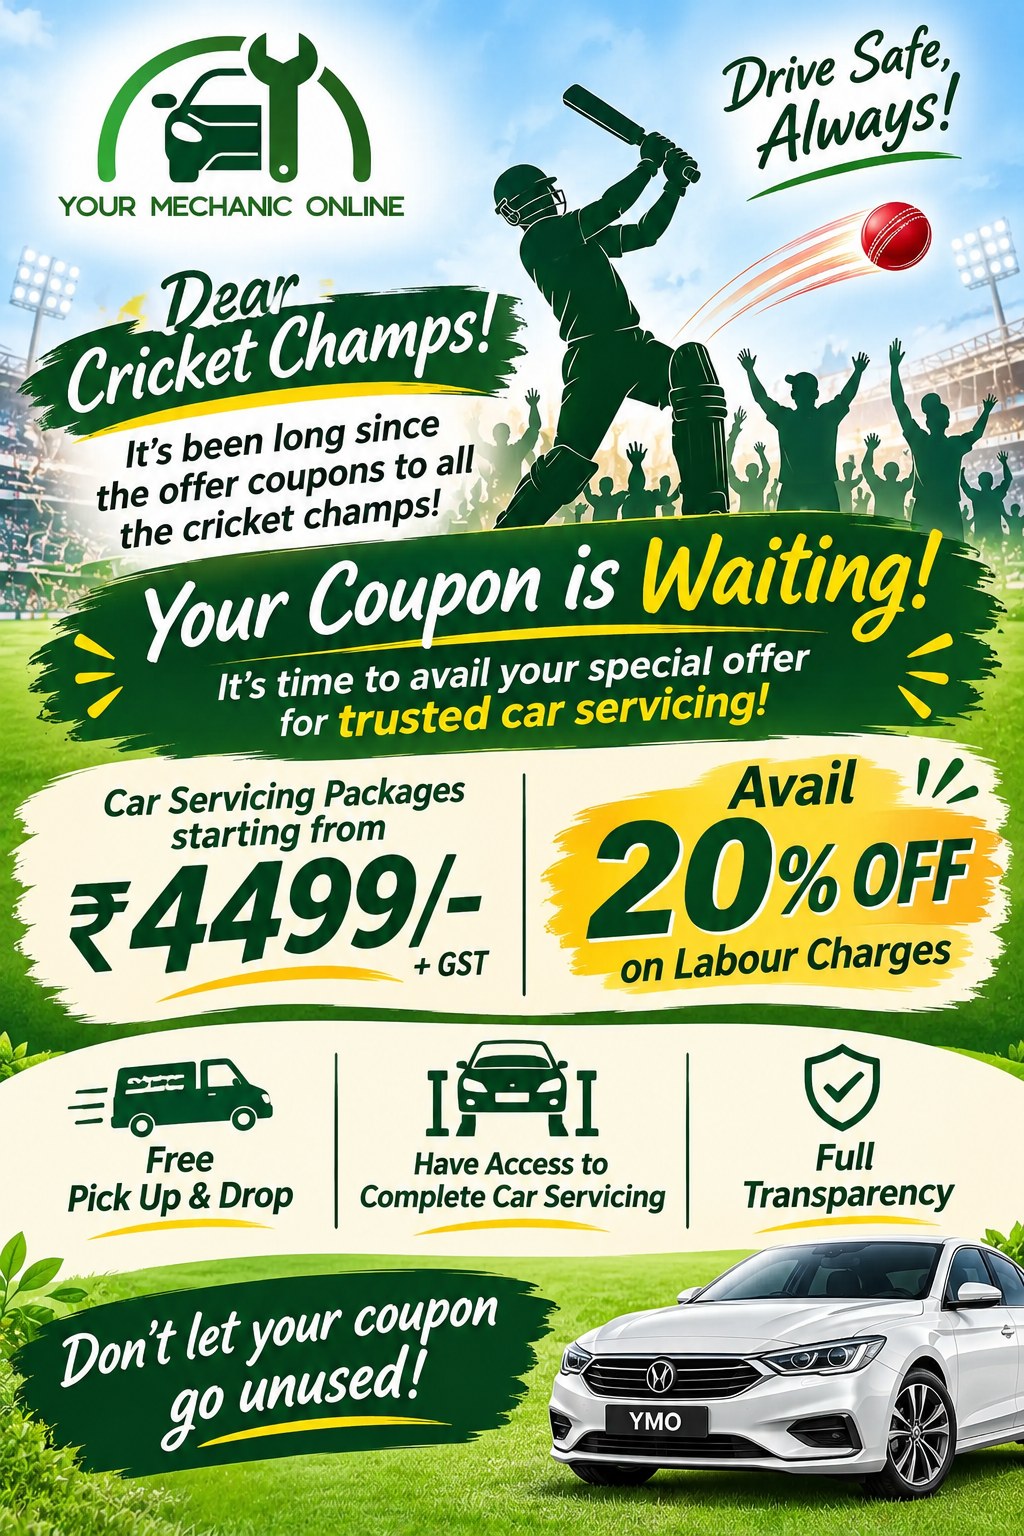 YOUR MECHANIC ONLINE
Drive Safe,
Always!
Dear
Cricket Champs!
It's been long since
the offer coupons to all
the cricket champs!
Your Coupon is Waiting!
It's time to avail your special offer
for trusted car servicing!
Car Servicing Packages
starting from
₹4499/-
+ GST
Avail
20% OFF
on Labour Charges
Free
Pick Up & Drop
Have Access to
Complete Car Servicing
Full
Transparency
Don't let your coupon
go unused!
YMO